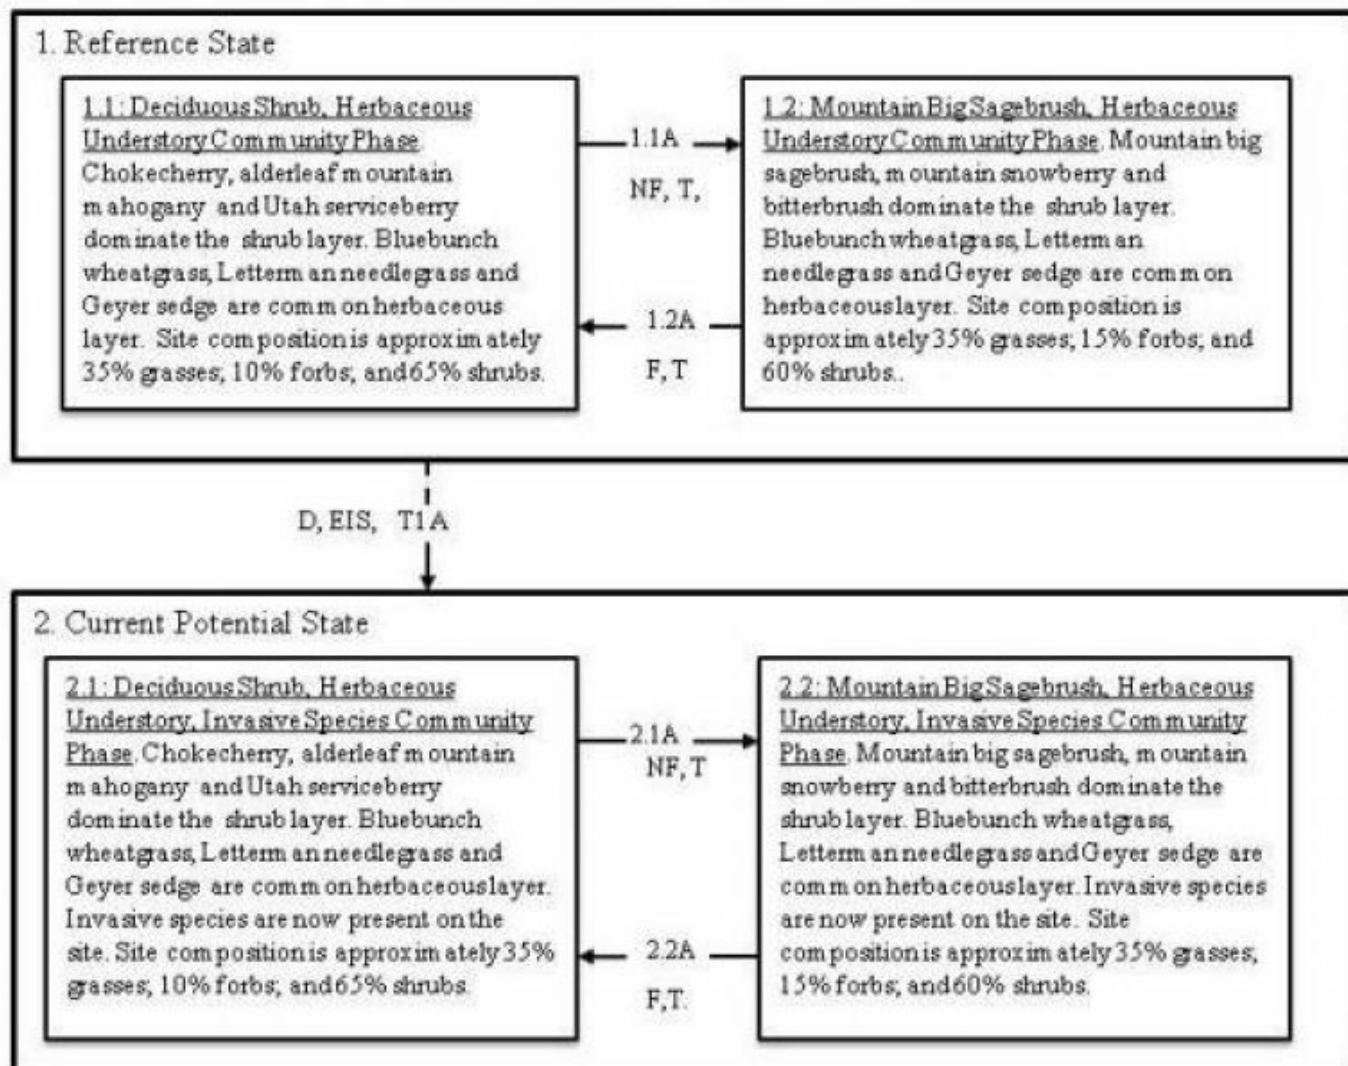 1. Reference State
1.1: Deciduous Shrub, Herbaceous
Understory Community Phase
Chokecherry, alderleaf mountain
mahogany and Utah serviceberry
dominate the shrub layer. Bluebunch
wheatgrass, Letterman needlegrass and
Geyer sedge are common herbaceous
layer. Site composition is approximately
35% grasses; 10% forbs; and 65% shrubs.
1.1A
NF, T,
1.2A
F, T
1.2: Mountain Big Sagebrush, Herbaceous
Understory Community Phase. Mountain big
sagebrush, mountain snowberry and
bitterbrush dominate the shrub layer.
Bluebunch wheatgrass, Letterman
needlegrass and Geyer sedge are common
herbaceous layer. Site composition is
approximately 35% grasses; 15% forbs; and
60% shrubs..
D, EIS, T1A
2. Current Potential State
2.1: Deciduous Shrub, Herbaceous
Understory, Invasive Species Community
Phase. Chokecherry, alderleaf mountain
mahogany and Utah serviceberry
dominate the shrub layer. Bluebunch
wheatgrass, Letterman needlegrass and
Geyer sedge are common herbaceous layer.
Invasive species are now present on the
site. Site composition is approximately 35%
grasses; 10% forbs; and 65% shrubs.
2.1A
NF, T
2.2A
F,T.
2.2: Mountain Big Sagebrush, Herbaceous
Understory, Invasive Species Community
Phase. Mountain big sagebrush, mountain
snowberry and bitterbrush dominate the
shrub layer. Bluebunch wheatgrass,
Letterman needlegrass and Geyer sedge are
common herbaceous layer. Invasive species
are now present on the site. Site
composition is approximately 35% grasses;
15% forbs; and 60% shrubs.